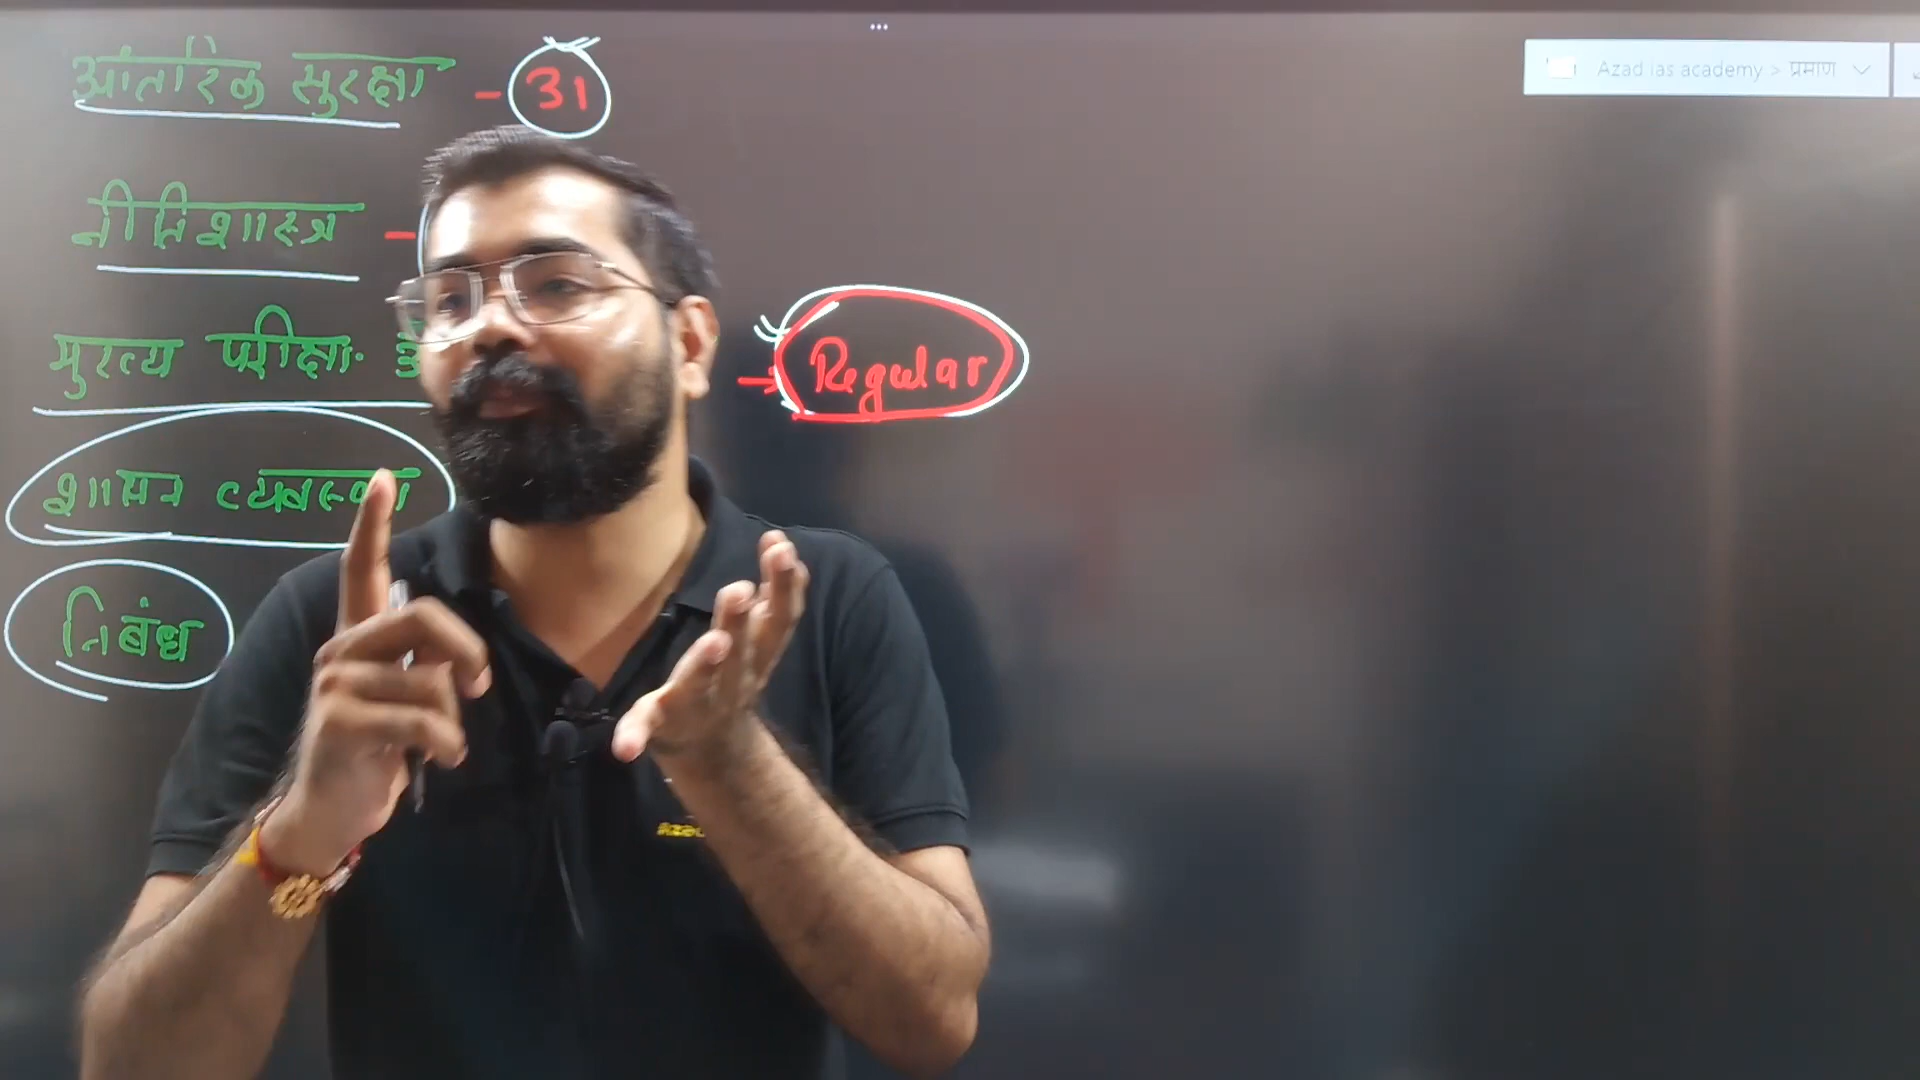 आंतरिक सुरक्षा - 31
नीतिशास्त्र -
मुख्य परीक्षा
→ Regular
शासन व्यवस्था
निबंध
Azad ias academy > प्रमाण